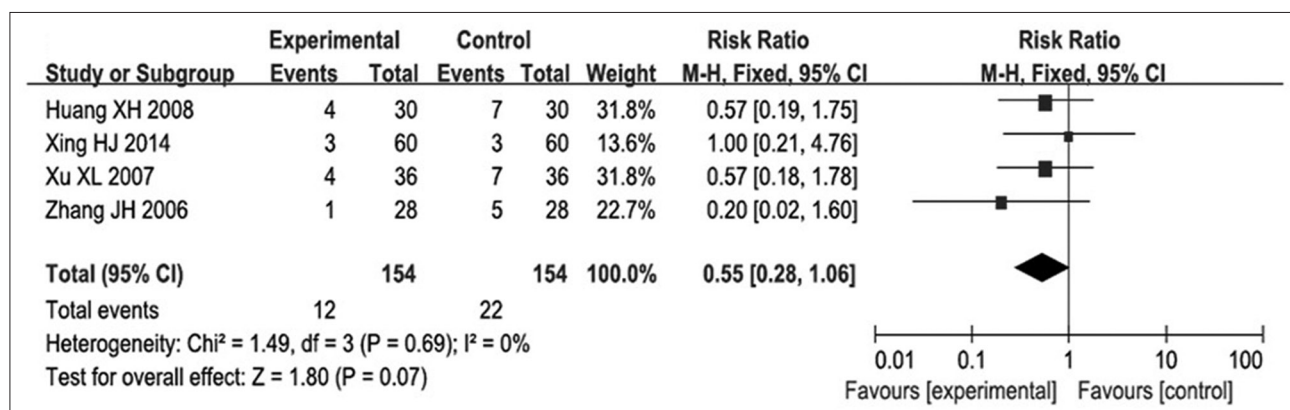 Experimental Control Risk Ratio Risk Ratio
Study or Subgroup Events Total Events Total Weight M-H, Fixed, 95% CI M-H, Fixed, 95% CI
Huang XH 2008 4 30 7 30 31.8% 0.57 [0.19, 1.75]
Xing HJ 2014 3 60 3 60 13.6% 1.00 [0.21, 4.76]
Xu XL 2007 4 36 7 36 31.8% 0.57 [0.18, 1.78]
Zhang JH 2006 1 28 5 28 22.7% 0.20 [0.02, 1.60]
Total (95% CI) 154 154 100.0% 0.55 [0.28, 1.06]
Total events 12 22
Heterogeneity: Chi² = 1.49, df = 3 (P = 0.69); I² = 0%
Test for overall effect: Z = 1.80 (P = 0.07)
0.01 0.1 1 10 100
Favours [experimental] Favours [control]